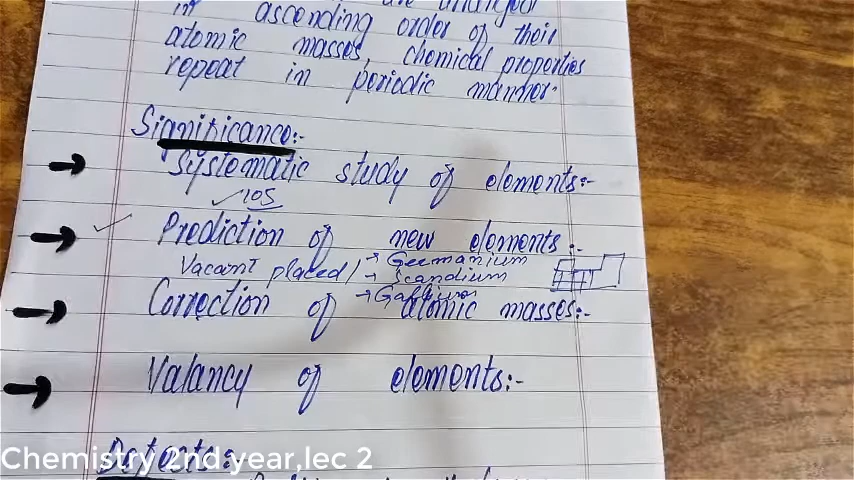 in ascending order of their
atomic masses, chemical properties
repeat in periodic manner.
Significance:-
→ Systematic study of elements:-
✓105
→ ✓ Prediction of new elements:-
Vacant placed / → Germanium
→ Scandium
→ Gallium
→ Correction of atomic masses:-
→ Valancy of elements:-
Defects:-
Chemistry 2nd year,lec 2